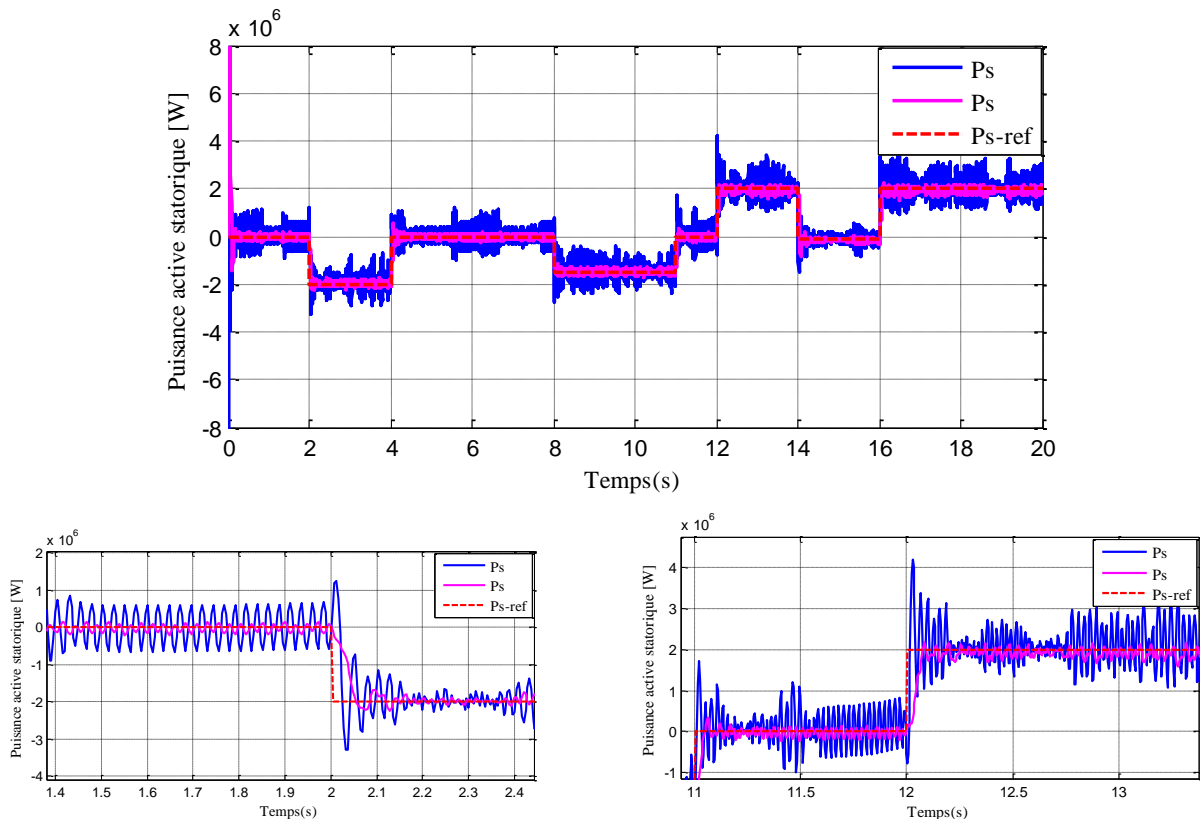 x 10^6
8
6
4
2
0
-2
-4
-6
-8
Puisance active statorique [W]
Ps
Ps
Ps-ref
0 2 4 6 8 10 12 14 16 18 20
Temps(s)
x 10^6
2
1
0
-1
-2
-3
-4
Puisance active statorique [W]
Ps
Ps
Ps-ref
1.4 1.5 1.6 1.7 1.8 1.9 2 2.1 2.2 2.3 2.4
Temps(s)
x 10^6
4
3
2
1
0
-1
Puisance active statorique [W]
Ps
Ps
Ps-ref
11 11.5 12 12.5 13
Temps(s)